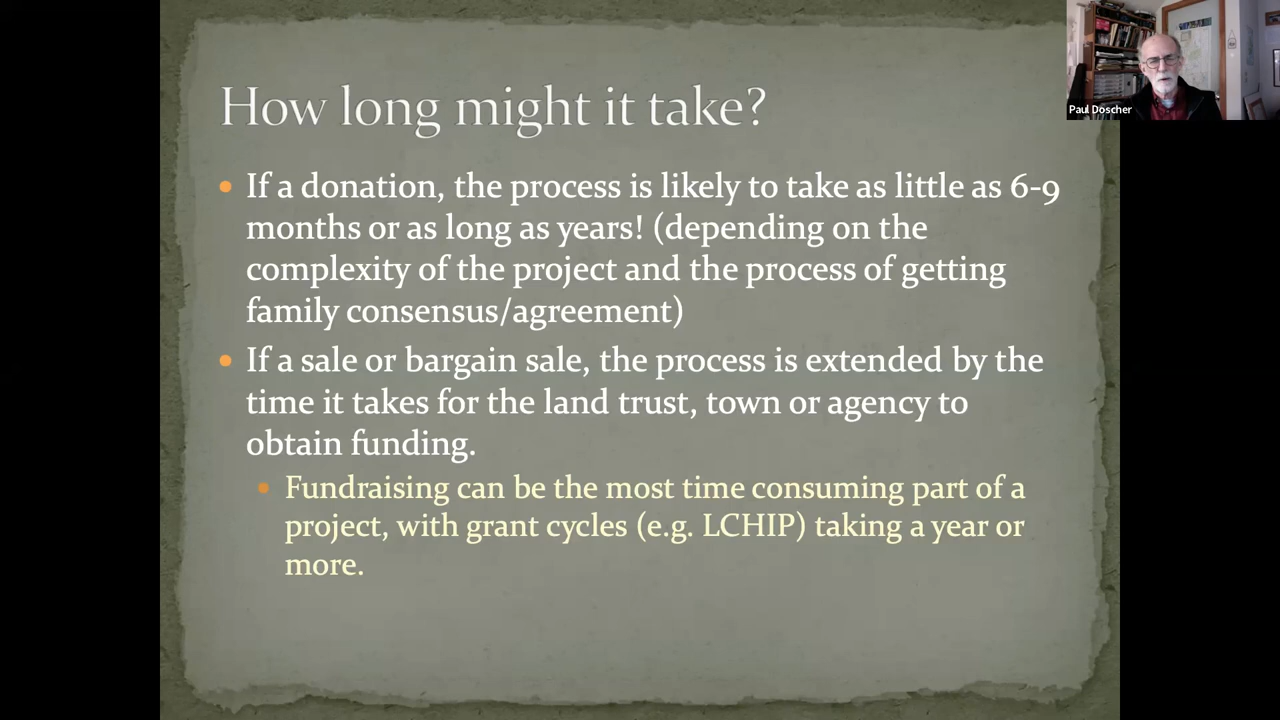 How long might it take?
If a donation, the process is likely to take as little as 6-9
months or as long as years! (depending on the
complexity of the project and the process of getting
family consensus/agreement)
If a sale or bargain sale, the process is extended by the
time it takes for the land trust, town or agency to
obtain funding.
Fundraising can be the most time consuming part of a
project, with grant cycles (e.g. LCHIP) taking a year or
more.
Paul Doscher